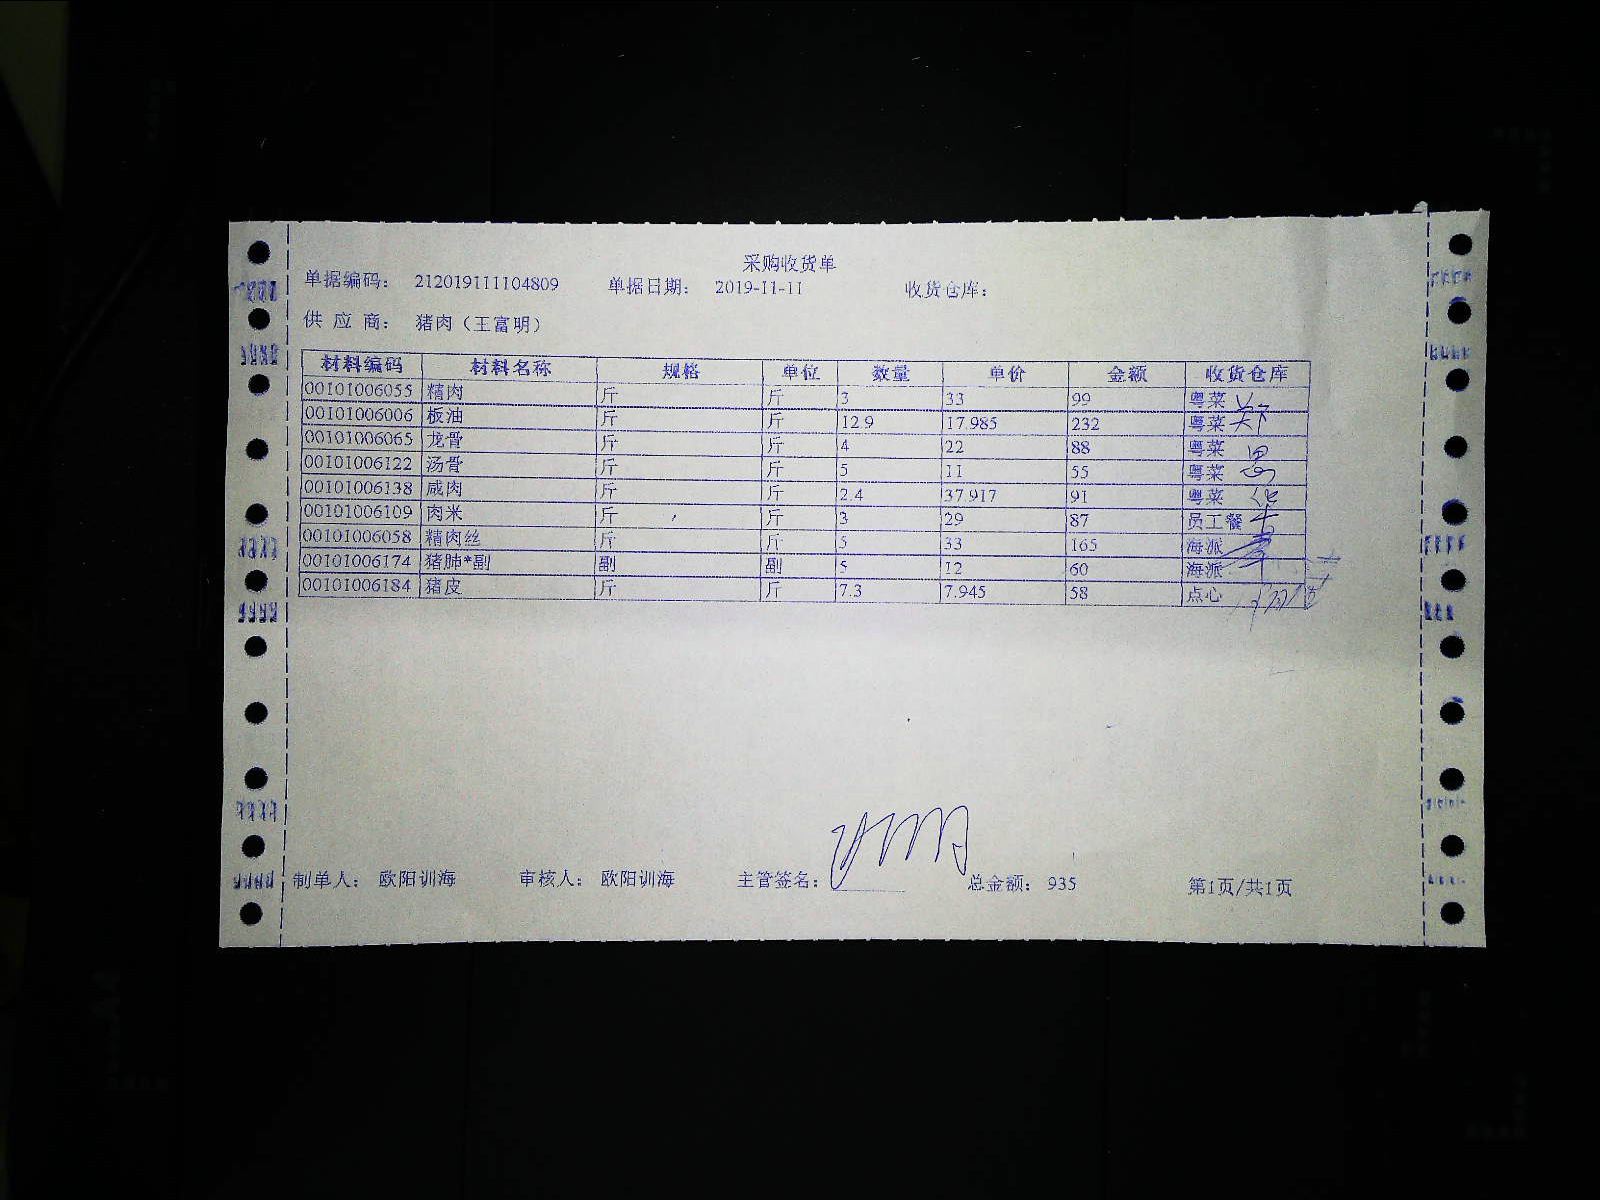 采购收货单
单据编码： 212019111104809 单据日期： 2019-11-11 收货仓库：
供 应 商： 猪肉（王富明）
材料编码 材料名称 规格 单位 数量 单价 金额 收货仓库
00101006055 精肉 斤 斤 3 33 99 粤菜
00101006006 板油 斤 斤 12.9 17.985 232 粤菜
00101006065 龙骨 斤 斤 4 22 88 粤菜
00101006122 汤骨 斤 斤 5 11 55 粤菜
00101006138 咸肉 斤 斤 2.4 37.917 91 粤菜
00101006109 肉米 斤 斤 3 29 87 员工餐
00101006058 精肉丝 斤 斤 5 33 165 海派
00101006174 猪肺*副 副 副 5 12 60 海派
00101006184 猪皮 斤 斤 7.3 7.945 58 点心
制单人： 欧阳训海 审核人： 欧阳训海 主管签名： 总金额： 935 第1页/共1页